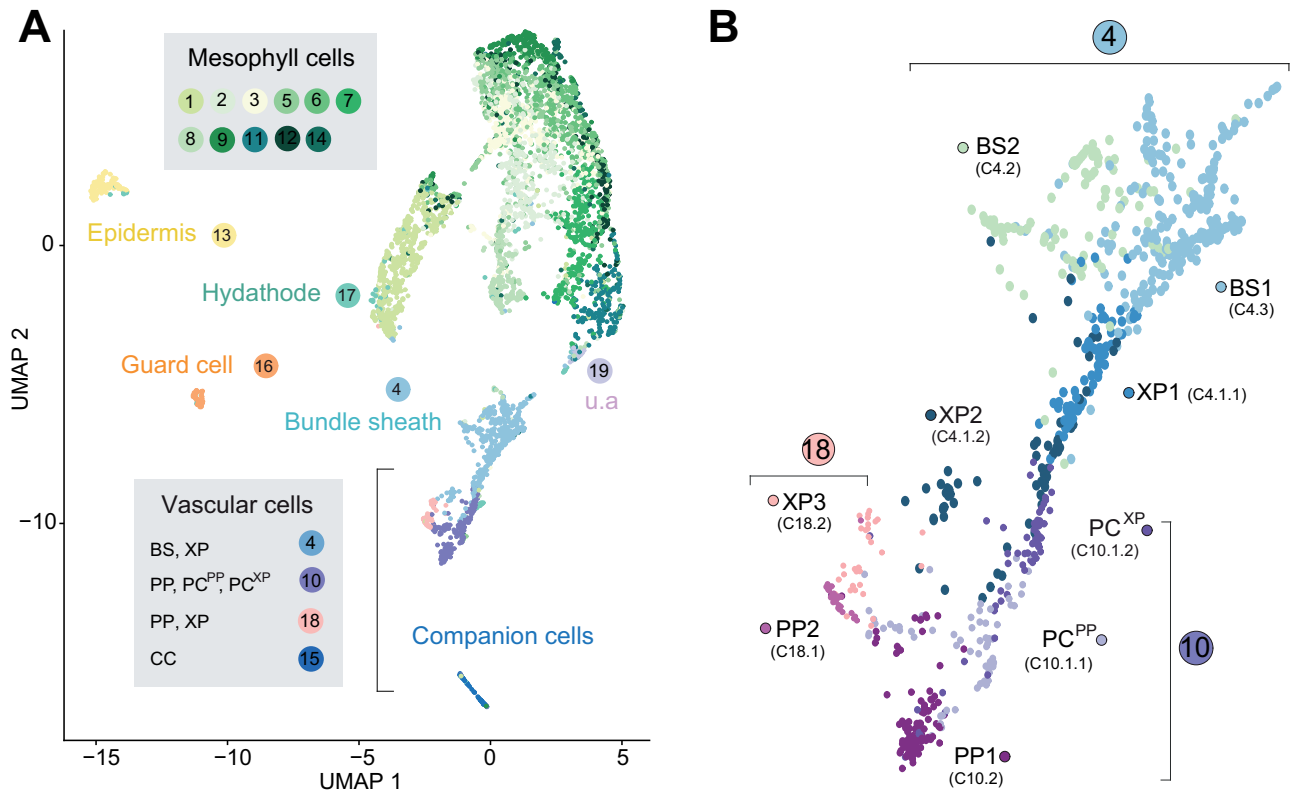 A
Mesophyll cells
1 2 3 5 6 7
8 9 11 12 14
Epidermis 13
Hydathode 17
Guard cell 16
4
Bundle sheath
19
u.a
Vascular cells
BS, XP 4
PP, PC^PP, PC^XP 10
PP, XP 18
CC 15
Companion cells
0
−10
UMAP 2
−15 −10 −5 0 5
UMAP 1
B
4
BS2
(C4.2)
BS1
(C4.3)
XP1 (C4.1.1)
XP2
(C4.1.2)
18
XP3
(C18.2)
PC^XP
(C10.1.2)
PP2
(C18.1)
PC^PP
(C10.1.1)
10
PP1
(C10.2)